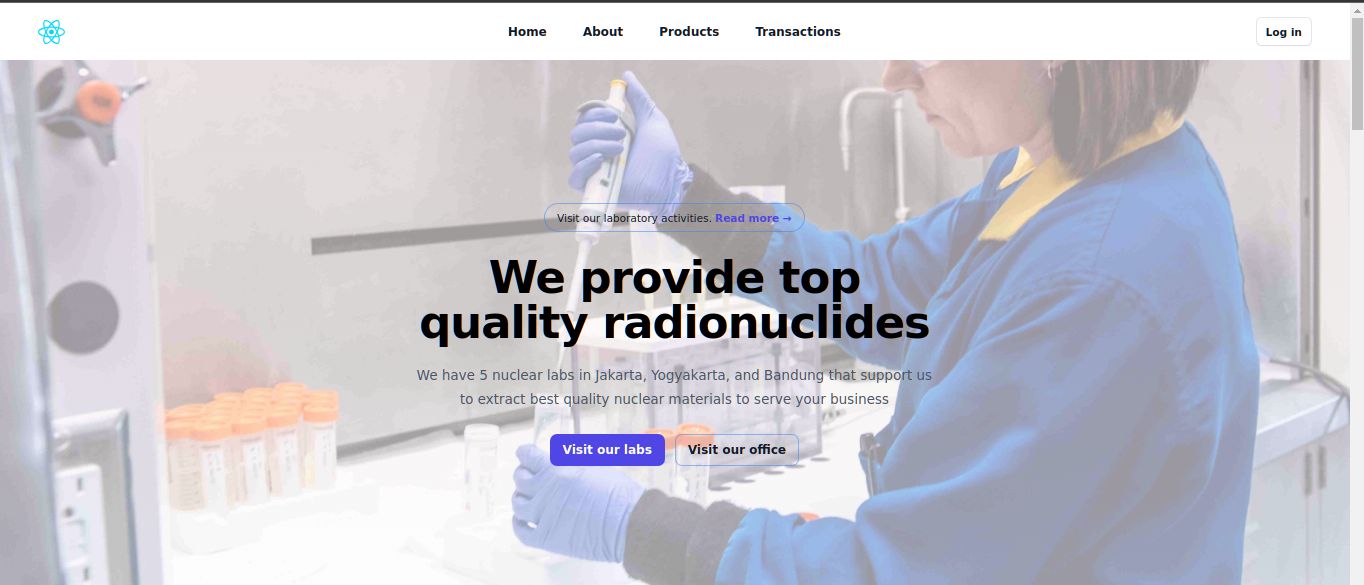 Home About Products Transactions Log in
Visit our laboratory activities. Read more →
We provide top
quality radionuclides
We have 5 nuclear labs in Jakarta, Yogyakarta, and Bandung that support us
to extract best quality nuclear materials to serve your business
Visit our labs Visit our office